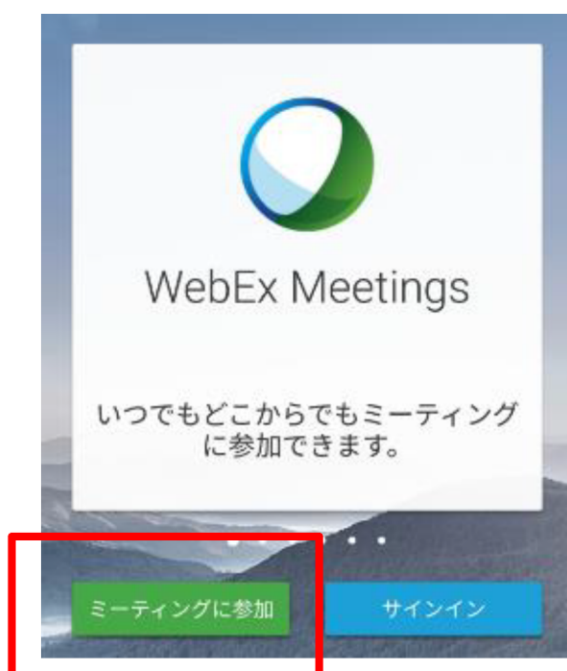 WebEx Meetings
いつでもどこからでもミーティング
に参加できます。
ミーティングに参加
サインイン